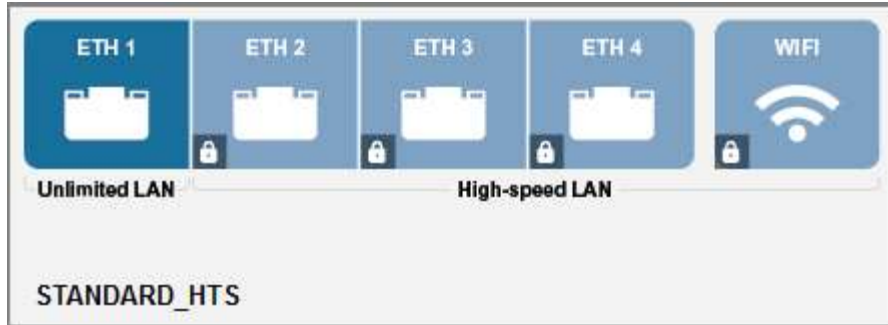 ETH 1 ETH 2 ETH 3 ETH 4 WIFI
Unlimited LAN High-speed LAN
STANDARD_HTS